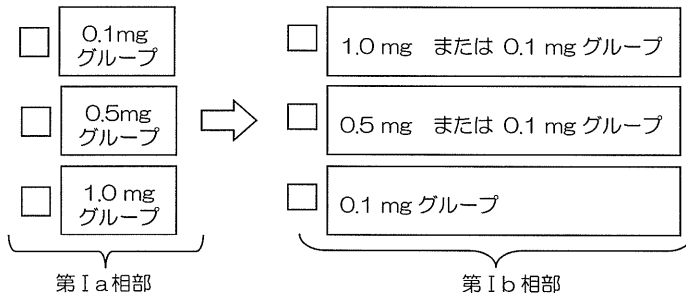 0.1mg
グループ
0.5mg
グループ
1.0 mg
グループ
第Ⅰa相部
1.0 mg または 0.1 mg グループ
0.5 mg または 0.1 mg グループ
0.1 mg グループ
第Ⅰb相部